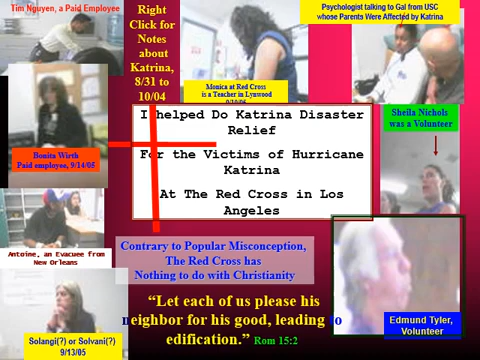 Tim Nguyen, a Paid Employee
Right
Click for
Notes
about
Katrina,
8/31 to
10/04
Psychologist talking to Gal from USC
whose Parents Were Affected by Katrina
Monica at Red Cross
is a Teacher in Lynwood
Sheila Nichols
was a Volunteer
I helped Do Katrina Disaster
Relief
For the Victims of Hurricane
Katrina
At The Red Cross in Los
Angeles
Bonita Wirth
Paid employee, 9/14/05
Antoine, an Evacuee from
New Orleans
Contrary to Popular Misconception,
The Red Cross has
Nothing to do with Christianity
“Let each of us please his
neighbor for his good, leading to
edification.” Rom 15:2
Edmund Tyler,
Volunteer
Solangi(?) or Solvani(?)
9/13/05